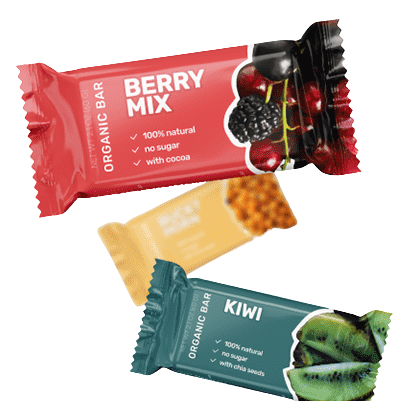 ORGANIC BAR
BERRY
MIX
100% natural
no sugar
with cocoa
ORGANIC BAR
KIWI
100% natural
no sugar
with chia seeds